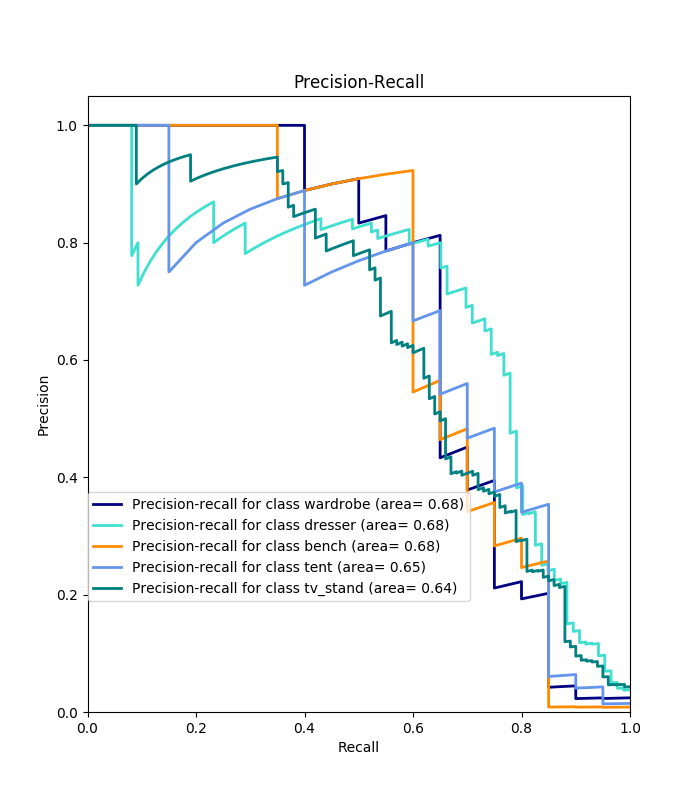 Precision-Recall
1.0
0.8
0.6
0.4
0.2
0.0
Precision
Precision-recall for class wardrobe (area= 0.68)
Precision-recall for class dresser (area= 0.68)
Precision-recall for class bench (area= 0.68)
Precision-recall for class tent (area= 0.65)
Precision-recall for class tv_stand (area= 0.64)
0.0 0.2 0.4 0.6 0.8 1.0
Recall